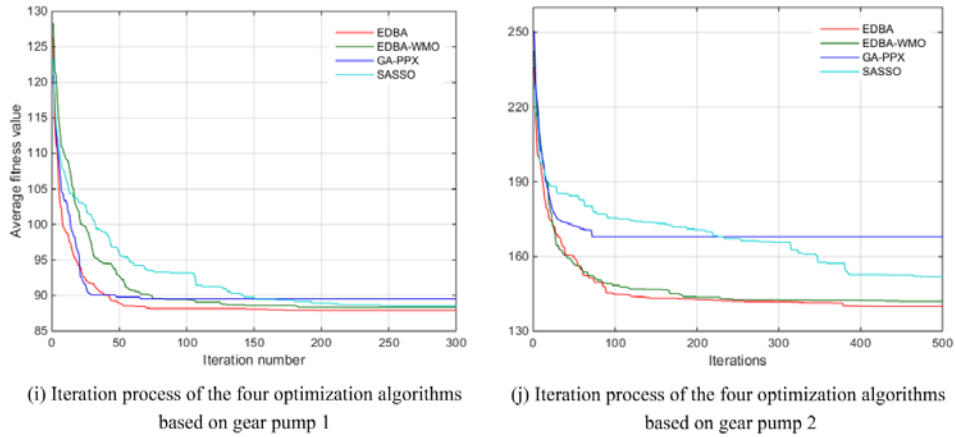 130
125
120
115
110
105
100
95
90
85
Average fitness value
EDBA
EDBA-WMO
GA-PPX
SASSO
0 50 100 150 200 250 300
Iteration number
(i) Iteration process of the four optimization algorithms
based on gear pump 1
250
220
190
160
130
EDBA
EDBA-WMO
GA-PPX
SASSO
0 100 200 300 400 500
Iterations
(j) Iteration process of the four optimization algorithms
based on gear pump 2